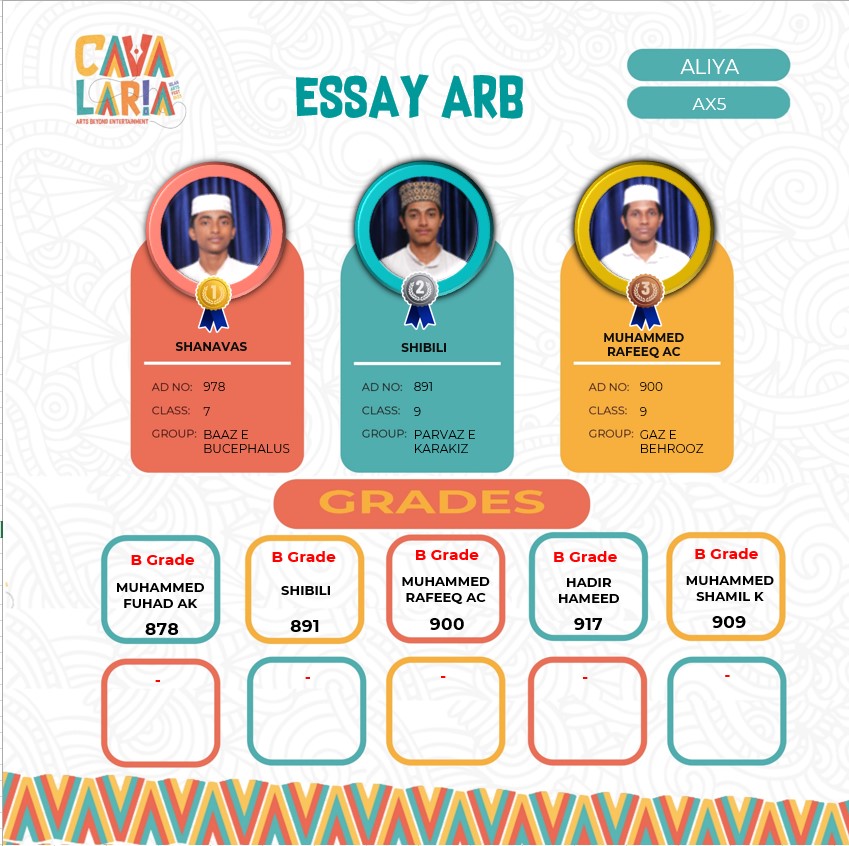 CAVA
LARIA
ARTS BEYOND ENTERTAINMENT
ESSAY ARB
ALIYA
AX5
1
SHANAVAS
AD NO: 978
CLASS: 7
GROUP: BAAZ E
BUCEPHALUS
2
SHIBILI
AD NO: 891
CLASS: 9
GROUP: PARVAZ E
KARAKIZ
3
MUHAMMED
RAFEEQ AC
AD NO: 900
CLASS: 9
GROUP: GAZ E
BEHROOZ
GRADES
B Grade
MUHAMMED
FUHAD AK
878
B Grade
SHIBILI
891
B Grade
MUHAMMED
RAFEEQ AC
900
B Grade
HADIR
HAMEED
917
B Grade
MUHAMMED
SHAMIL K
909
-
-
-
-
-